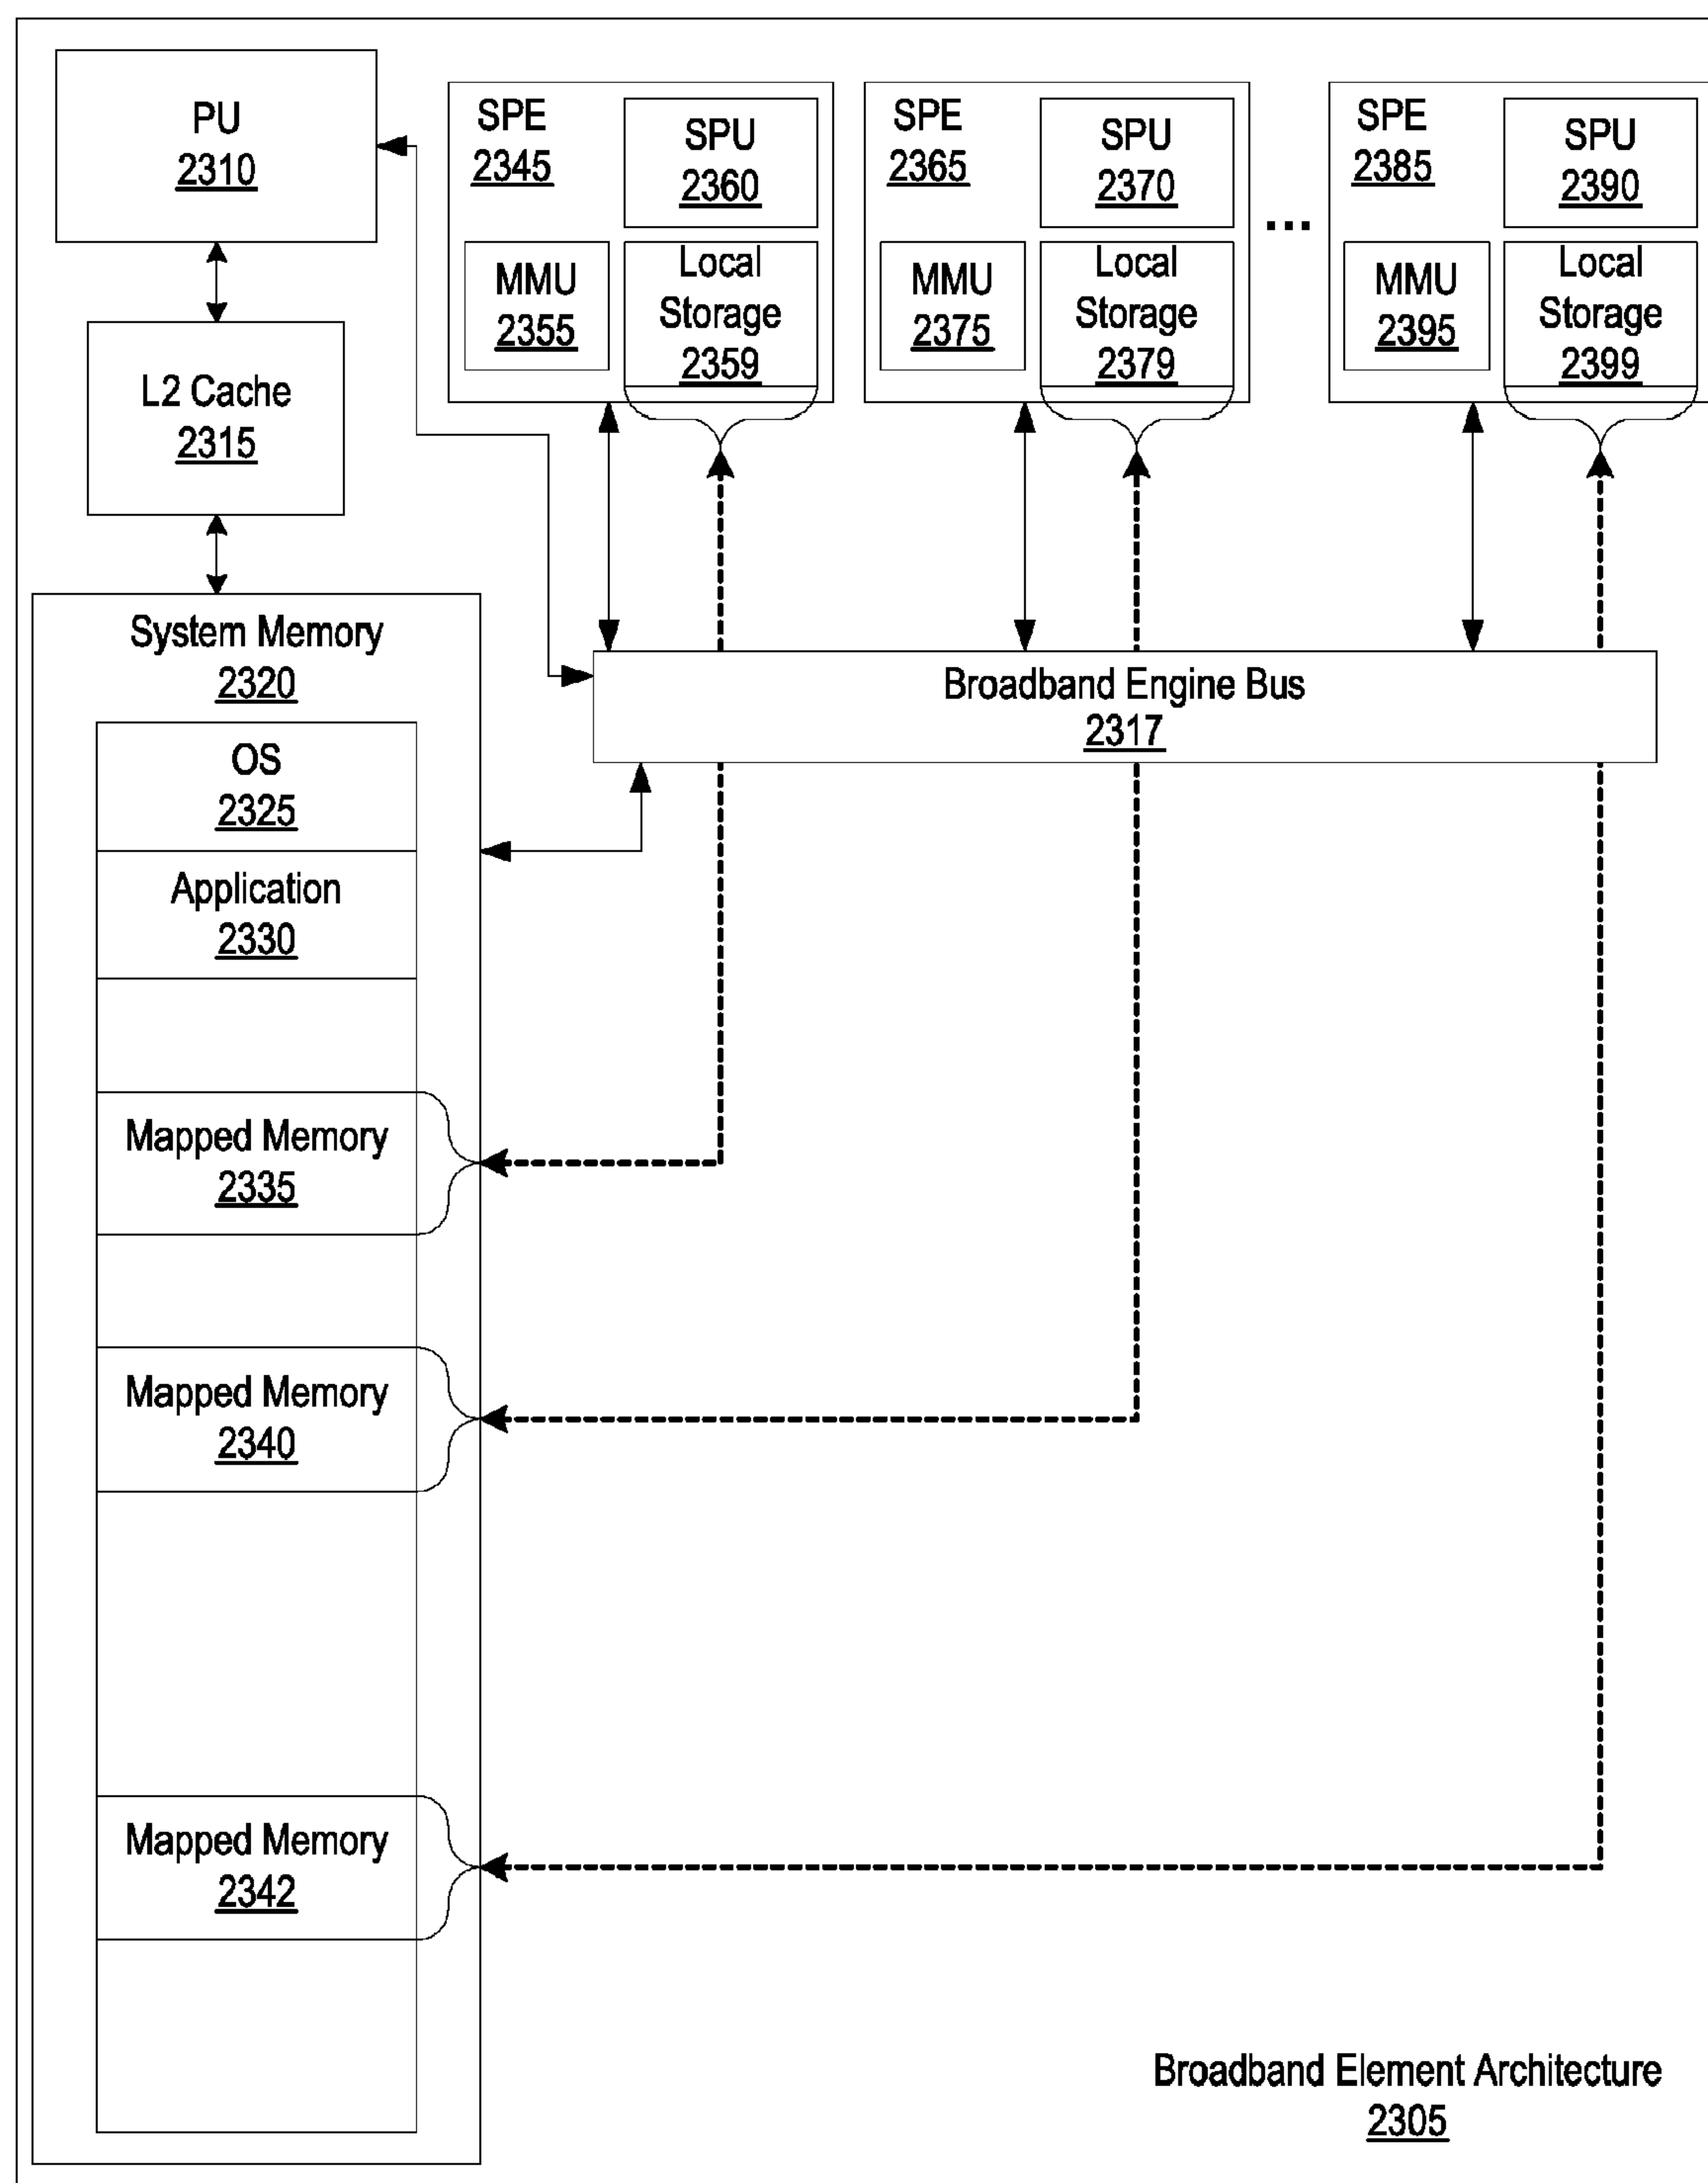 PU
2310
L2 Cache
2315
System Memory
2320
OS
2325
Application
2330
Mapped Memory
2335
Mapped Memory
2340
Mapped Memory
2342
SPE
2345
SPU
2360
MMU
2355
Local
Storage
2359
SPE
2365
SPU
2370
MMU
2375
Local
Storage
2379
...
SPE
2385
SPU
2390
MMU
2395
Local
Storage
2399
Broadband Engine Bus
2317
Broadband Element Architecture
2305